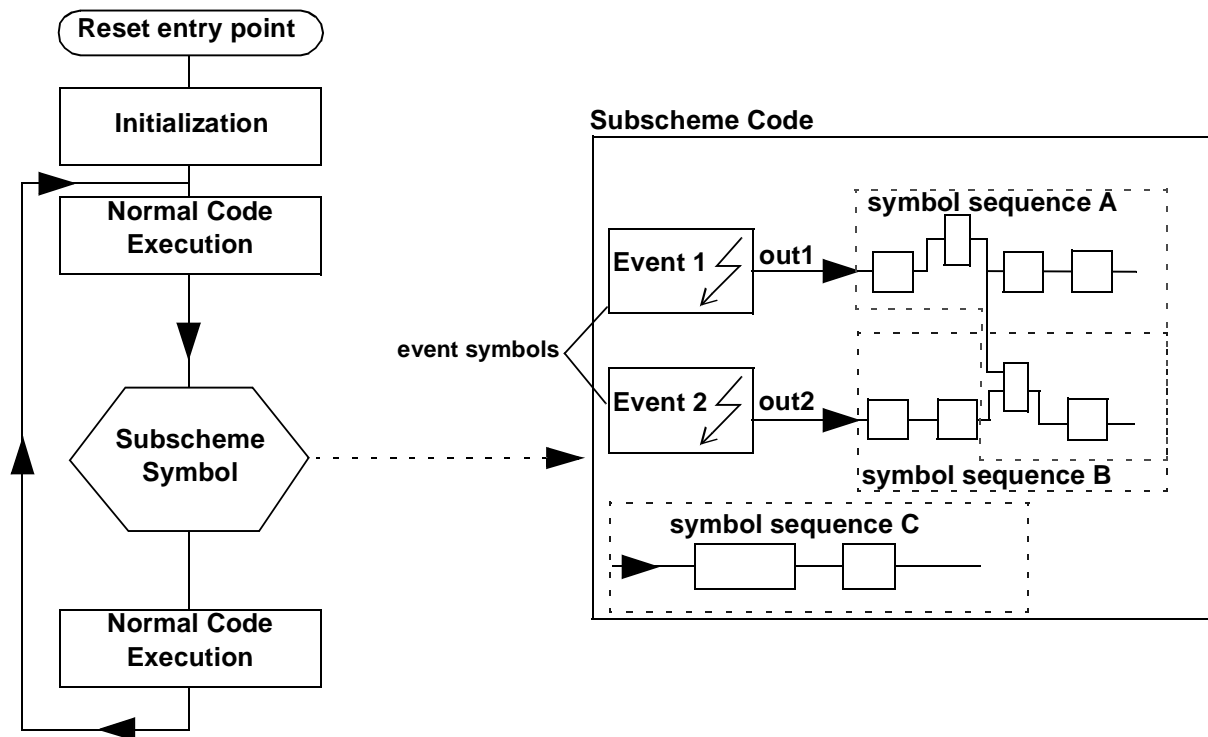 Reset entry point
Initialization
Normal Code
Execution
Subscheme
Symbol
Normal Code
Execution
Subscheme Code
symbol sequence A
Event 1
out1
event symbols
Event 2
out2
symbol sequence B
symbol sequence C